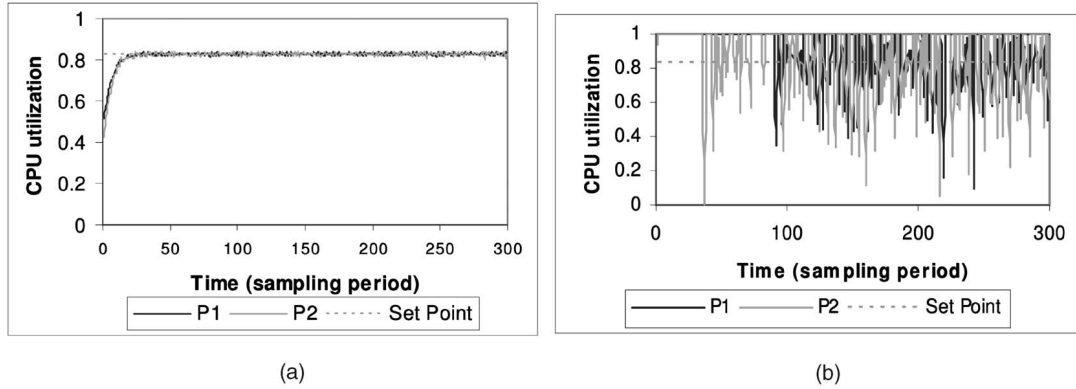 1
0.8
0.6
0.4
0.2
0
CPU utilization
0 50 100 150 200 250 300
Time (sampling period)
P1 P2 Set Point
(a)
1
0.8
0.6
0.4
0.2
0
CPU utilization
0 100 200 300
Time (sampling period)
P1 P2 Set Point
(b)